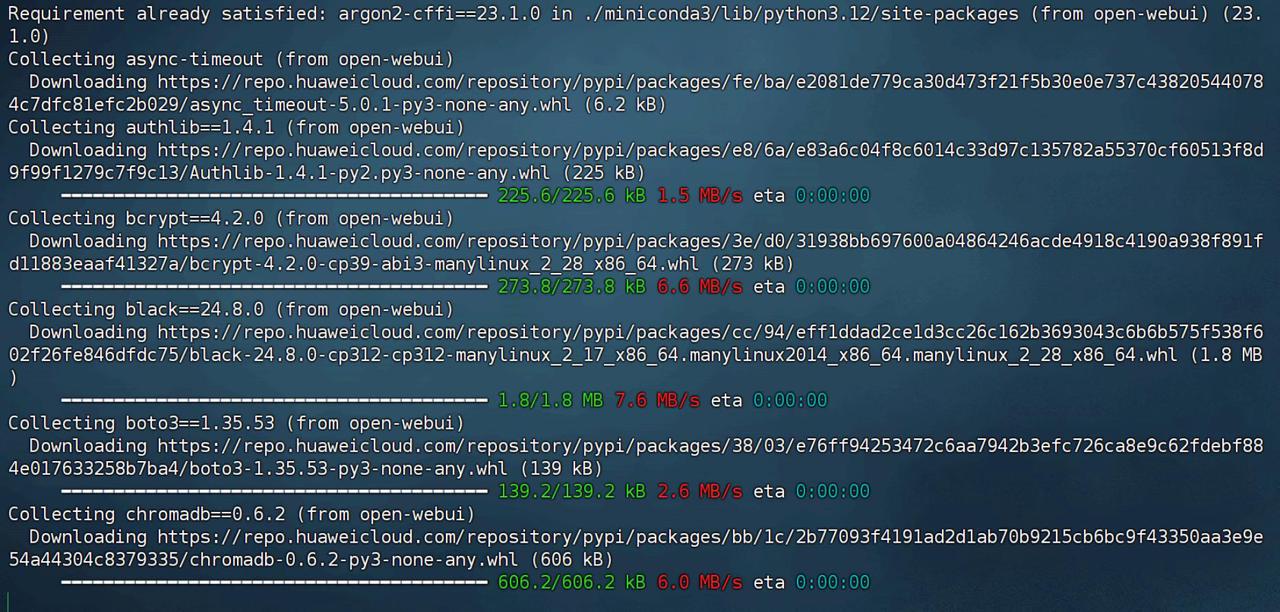 Requirement already satisfied: argon2-cffi==23.1.0 in ./miniconda3/lib/python3.12/site-packages (from open-webui) (23.
1.0)
Collecting async-timeout (from open-webui)
  Downloading https://repo.huaweicloud.com/repository/pypi/packages/fe/ba/e2081de779ca30d473f21f5b30e0e737c438205440784
4c7dfc81efc2b029/async_timeout-5.0.1-py3-none-any.whl (6.2 kB)
Collecting authlib==1.4.1 (from open-webui)
  Downloading https://repo.huaweicloud.com/repository/pypi/packages/e8/6a/e83a6c04f8c6014c33d97c135782a55370cf60513f8d
9f99f1279c7f9c13/Authlib-1.4.1-py2.py3-none-any.whl (225 kB)
━━━━━━━━━━━━━━━━━━━━━━━━━━━━━━━━━━━━━━━━ 225.6/225.6 kB 1.5 MB/s eta 0:00:00
Collecting bcrypt==4.2.0 (from open-webui)
  Downloading https://repo.huaweicloud.com/repository/pypi/packages/3e/d0/31938bb697600a04864246acde4918c4190a938f891f
d11883eaaf41327a/bcrypt-4.2.0-cp39-abi3-manylinux_2_28_x86_64.whl (273 kB)
━━━━━━━━━━━━━━━━━━━━━━━━━━━━━━━━━━━━━━━━ 273.8/273.8 kB 6.6 MB/s eta 0:00:00
Collecting black==24.8.0 (from open-webui)
  Downloading https://repo.huaweicloud.com/repository/pypi/packages/cc/94/eff1ddad2ce1d3cc26c162b3693043c6b6b575f538f6
02f26fe846dfdc75/black-24.8.0-cp312-cp312-manylinux_2_17_x86_64.manylinux2014_x86_64.manylinux_2_28_x86_64.whl (1.8 MB
)
━━━━━━━━━━━━━━━━━━━━━━━━━━━━━━━━━━━━━━━━ 1.8/1.8 MB 7.6 MB/s eta 0:00:00
Collecting boto3==1.35.53 (from open-webui)
  Downloading https://repo.huaweicloud.com/repository/pypi/packages/38/03/e76ff94253472c6aa7942b3efc726ca8e9c62fdebf88
4e017633258b7ba4/boto3-1.35.53-py3-none-any.whl (139 kB)
━━━━━━━━━━━━━━━━━━━━━━━━━━━━━━━━━━━━━━━━ 139.2/139.2 kB 2.6 MB/s eta 0:00:00
Collecting chromadb==0.6.2 (from open-webui)
  Downloading https://repo.huaweicloud.com/repository/pypi/packages/bb/1c/2b77093f4191ad2d1ab70b9215cb6bc9f43350aa3e9e
54a44304c8379335/chromadb-0.6.2-py3-none-any.whl (606 kB)
━━━━━━━━━━━━━━━━━━━━━━━━━━━━━━━━━━━━━━━━ 606.2/606.2 kB 6.0 MB/s eta 0:00:00